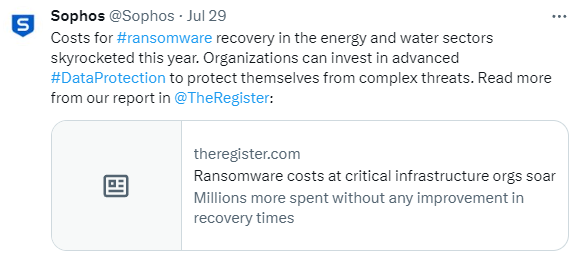 Sophos @Sophos · Jul 29
Costs for #ransomware recovery in the energy and water sectors
skyrocketed this year. Organizations can invest in advanced
#DataProtection to protect themselves from complex threats. Read more
from our report in @TheRegister:
theregister.com
Ransomware costs at critical infrastructure orgs soar
Millions more spent without any improvement in
recovery times